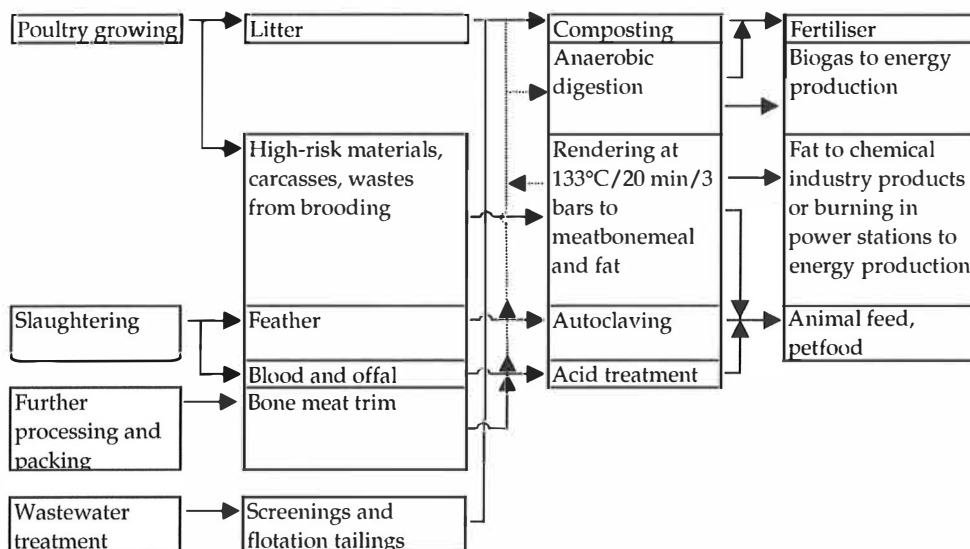 Poultry growing
Litter
High-risk materials,
carcasses, wastes
from brooding
Slaughtering
Feather
Blood and offal
Further
processing and
packing
Bone meat trim
Wastewater
treatment
Screenings and
flotation tailings
Composting
Anaerobic
digestion
Rendering at
133°C/20 min/3
bars to
meatbonemeal
and fat
Autoclaving
Acid treatment
Fertiliser
Biogas to energy
production
Fat to chemical
industry products
or burning in
power stations to
energy production
Animal feed,
petfood